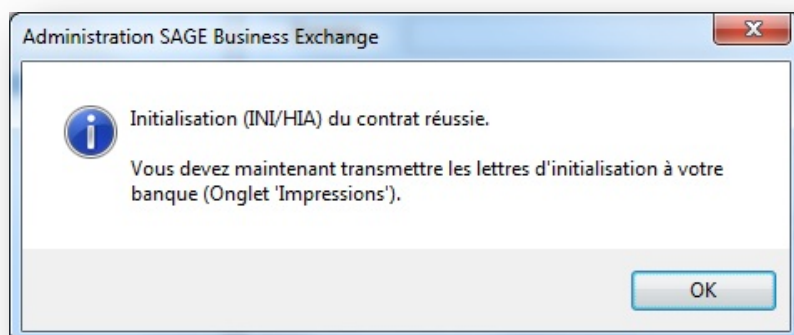 Administration SAGE Business Exchange
Initialisation (INI/HIA) du contrat réussie.
Vous devez maintenant transmettre les lettres d'initialisation à votre
banque (Onglet 'Impressions').
OK